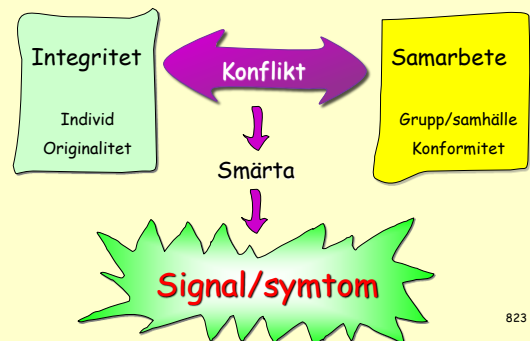 Integritet
Individ
Originalitet
Konflikt
Samarbete
Grupp/samhälle
Konformitet
Smärta
Signal/symtom
823